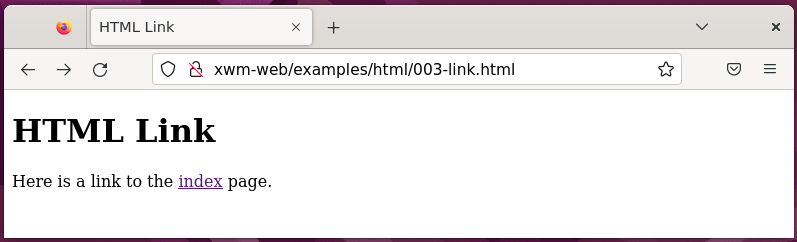 HTML Link
xwm-web/examples/html/003-link.html
HTML Link
Here is a link to the index page.